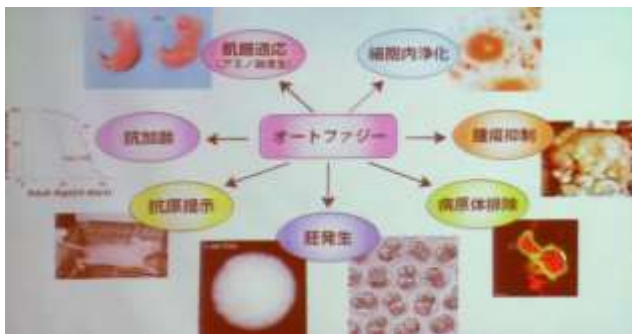 飢餓適応
(アミノ酸産生)
細胞内浄化
抗加齢
オートファジー
腫瘍抑制
抗原提示
病原体排除
胚発生